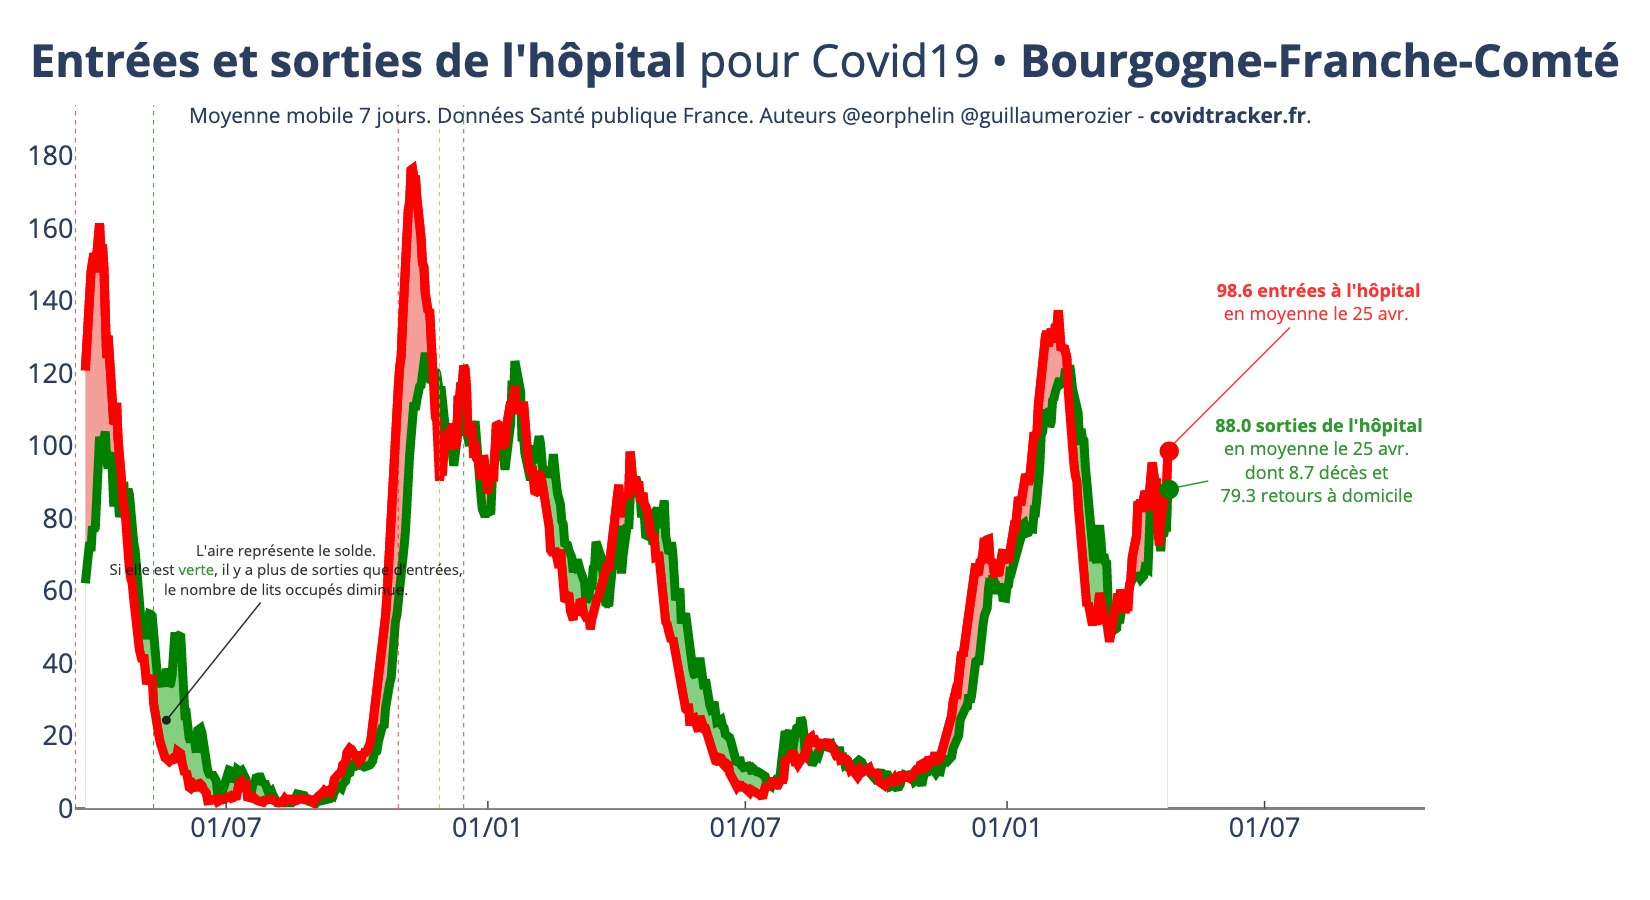 Entrées et sorties de l'hôpital pour Covid19 • Bourgogne-Franche-Comté
Moyenne mobile 7 jours. Données Santé publique France. Auteurs @eorphelin @guillaumerozier - covidtracker.fr.
180
160
140
120
100
80
60
40
20
0
98.6 entrées à l'hôpital
en moyenne le 25 avr.
88.0 sorties de l'hôpital
en moyenne le 25 avr.
dont 8.7 décès et
79.3 retours à domicile
L'aire représente le solde.
Si elle est verte, il y a plus de sorties que d'entrées,
le nombre de lits occupés diminue.
01/07
01/01
01/07
01/01
01/07